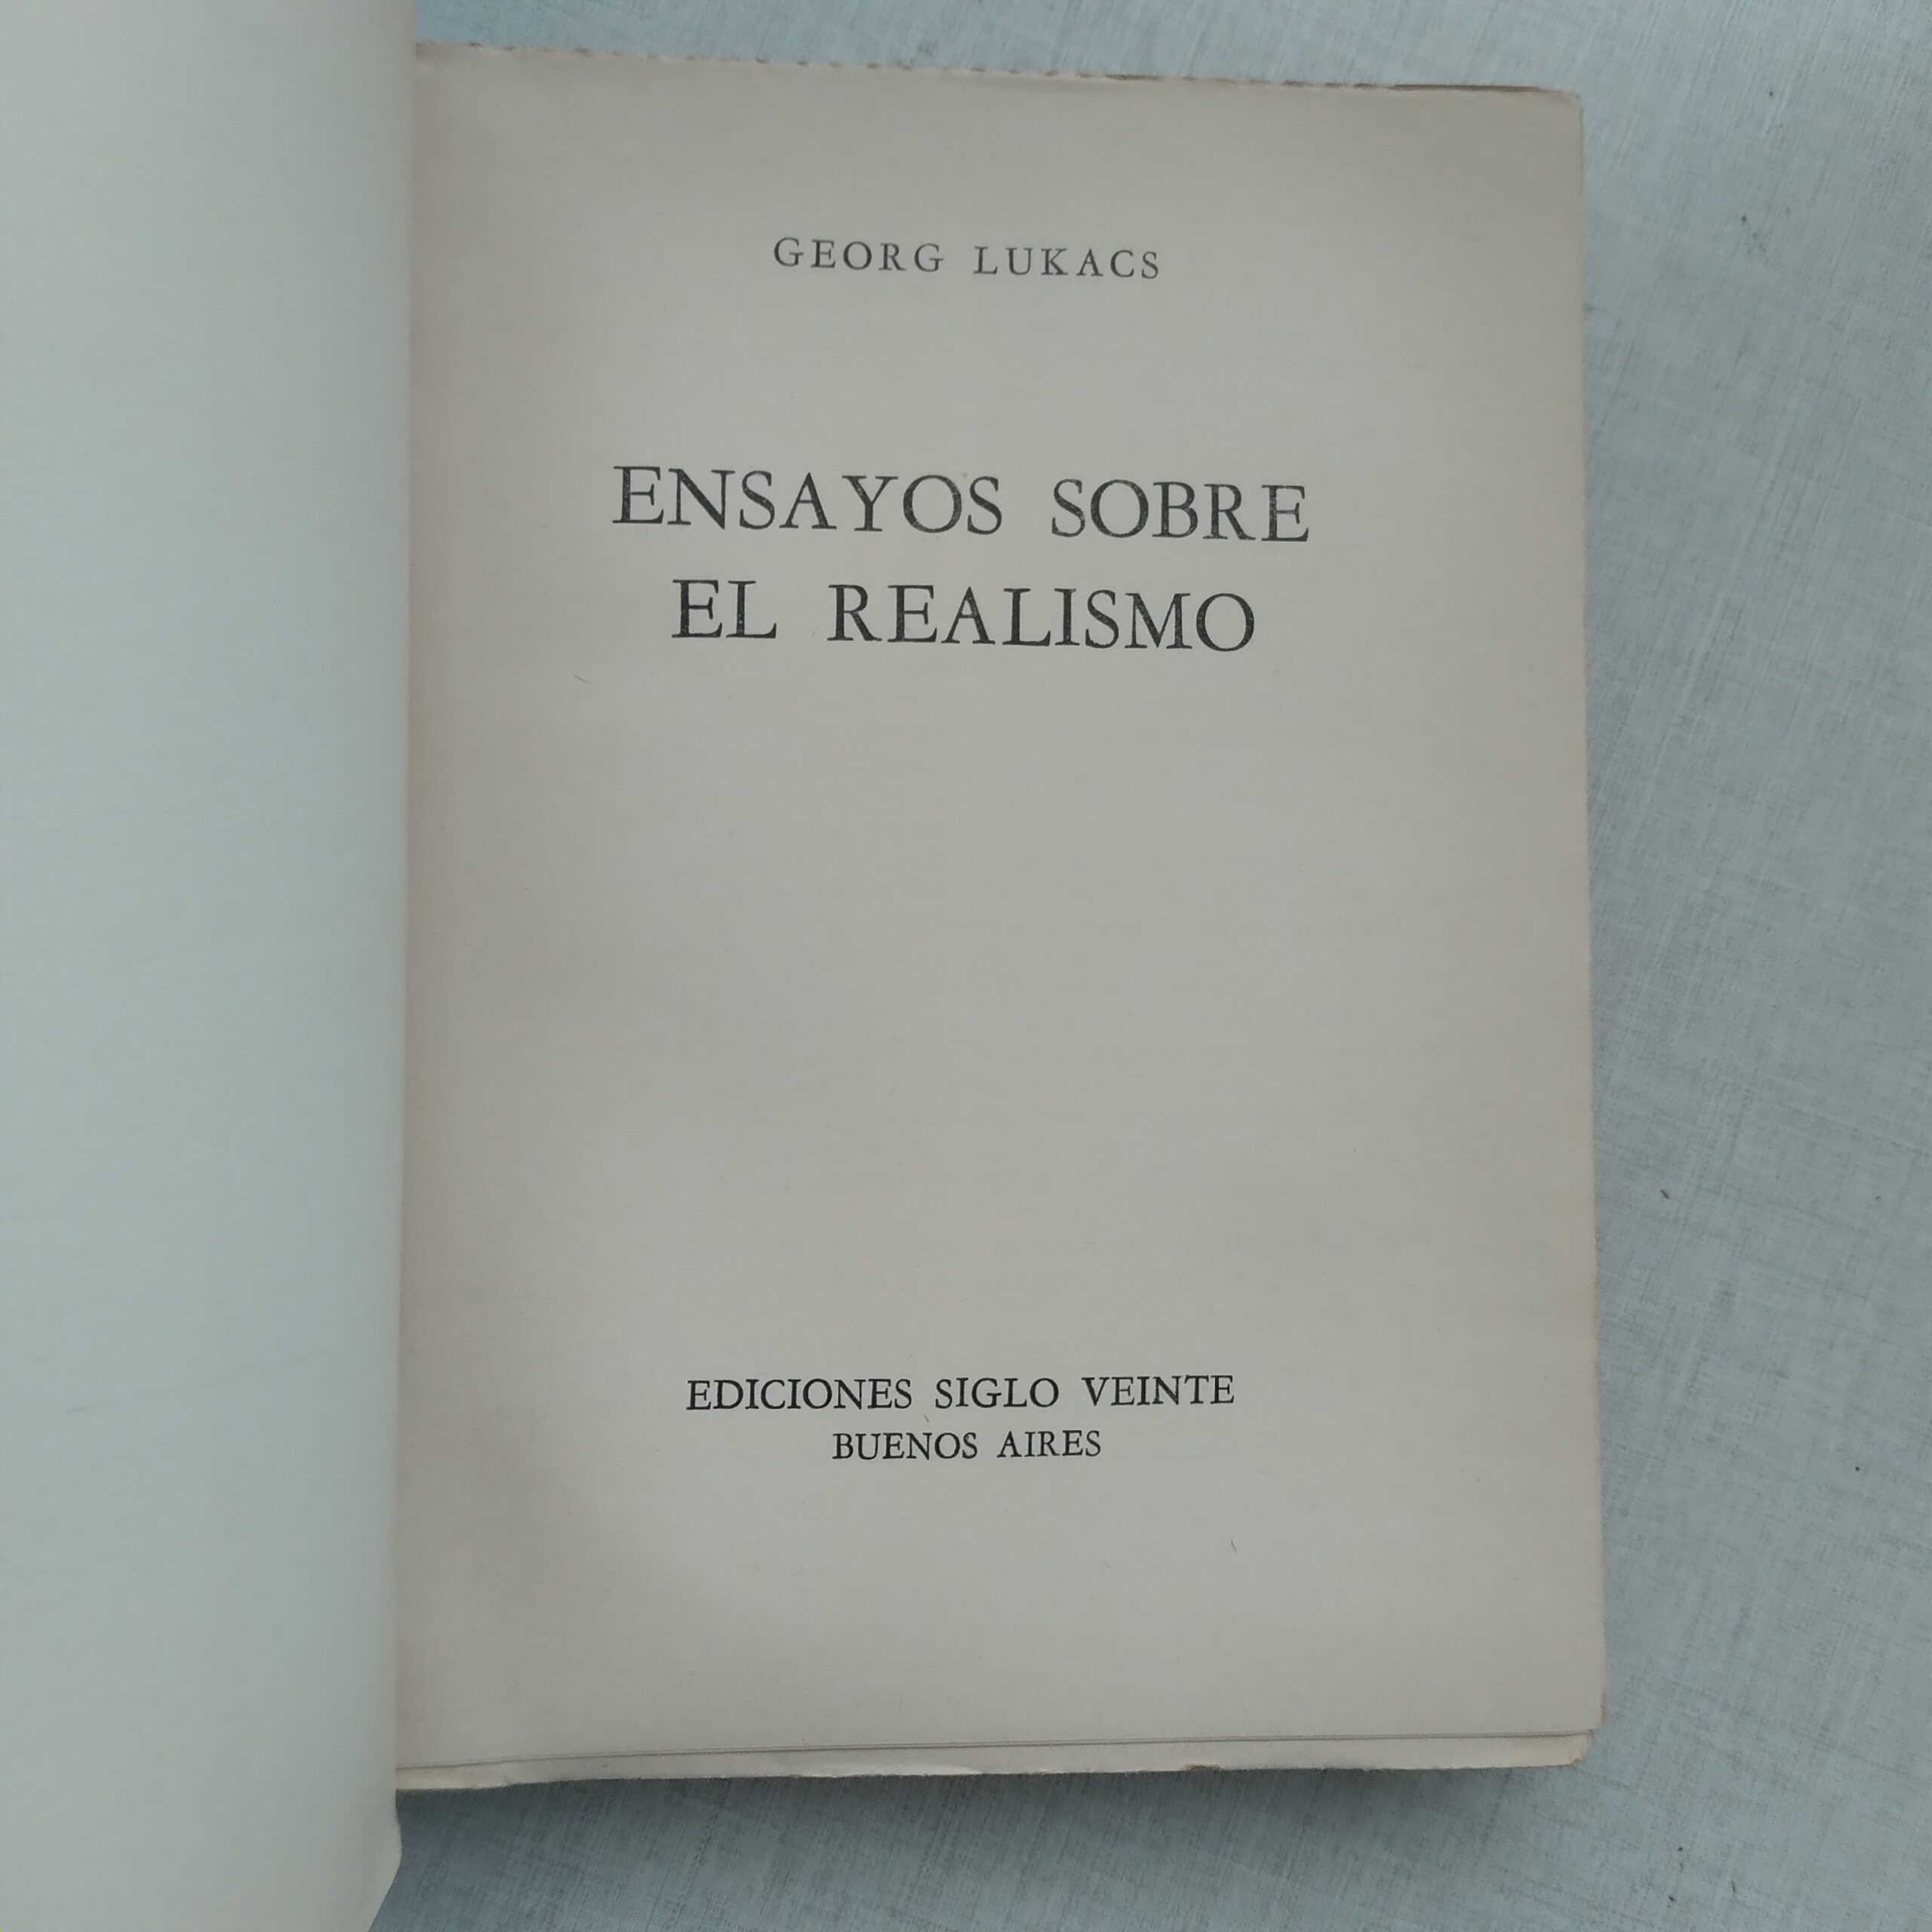 GEORG LUKACS
ENSAYOS SOBRE
EL REALISMO
EDICIONES SIGLO VEINTE
BUENOS AIRES